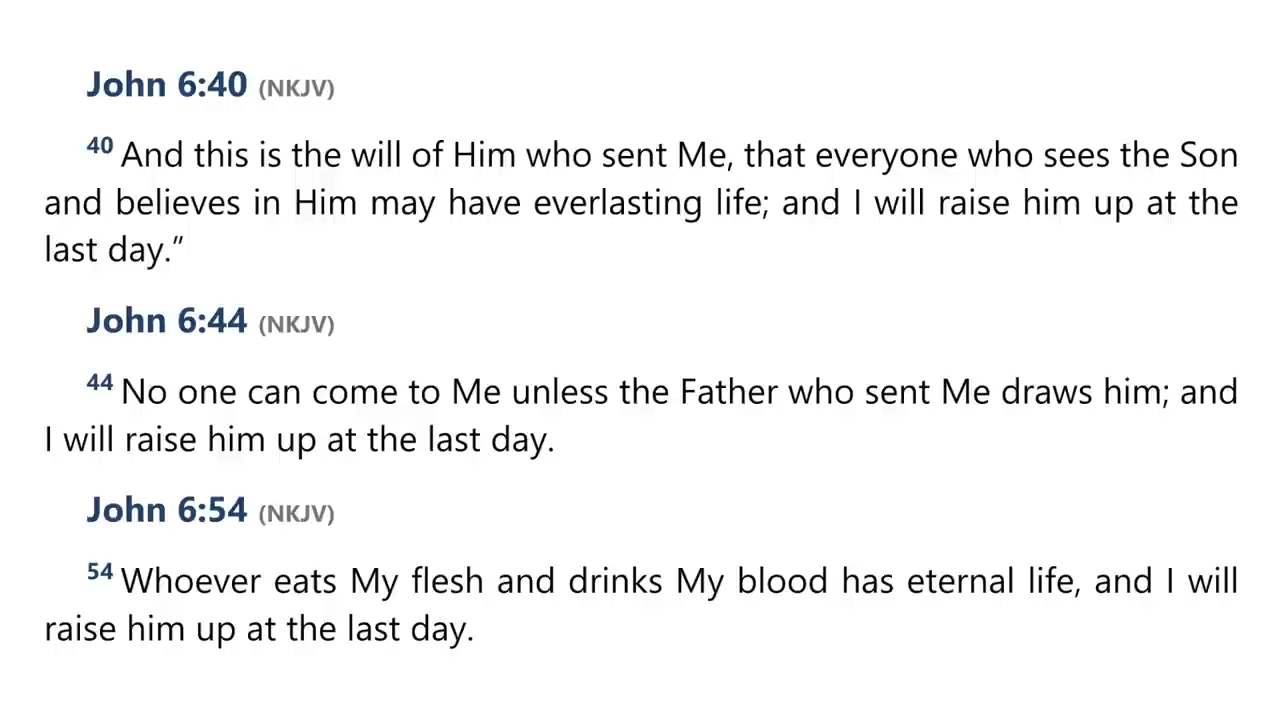 John 6:40 (NKJV)
40 And this is the will of Him who sent Me, that everyone who sees the Son
and believes in Him may have everlasting life; and I will raise him up at the
last day.”
John 6:44 (NKJV)
44 No one can come to Me unless the Father who sent Me draws him; and
I will raise him up at the last day.
John 6:54 (NKJV)
54 Whoever eats My flesh and drinks My blood has eternal life, and I will
raise him up at the last day.